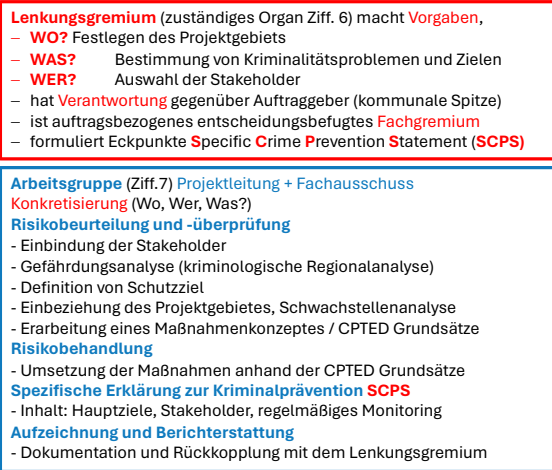 Lenkungsgremium (zuständiges Organ Ziff. 6) macht Vorgaben,
– WO? Festlegen des Projektgebiets
– WAS? Bestimmung von Kriminalitätsproblemen und Zielen
– WER? Auswahl der Stakeholder
– hat Verantwortung gegenüber Auftraggeber (kommunale Spitze)
– ist auftragsbezogenes entscheidungsbefugtes Fachgremium
– formuliert Eckpunkte Specific Crime Prevention Statement (SCPS)
Arbeitsgruppe (Ziff.7) Projektleitung + Fachausschuss
Konkretisierung (Wo, Wer, Was?)
Risikobeurteilung und -überprüfung
- Einbindung der Stakeholder
- Gefährdungsanalyse (kriminologische Regionalanalyse)
- Definition von Schutzziel
- Einbeziehung des Projektgebietes, Schwachstellenanalyse
- Erarbeitung eines Maßnahmenkonzeptes / CPTED Grundsätze
Risikobehandlung
- Umsetzung der Maßnahmen anhand der CPTED Grundsätze
Spezifische Erklärung zur Kriminalprävention SCPS
- Inhalt: Hauptziele, Stakeholder, regelmäßiges Monitoring
Aufzeichnung und Berichterstattung
- Dokumentation und Rückkopplung mit dem Lenkungsgremium